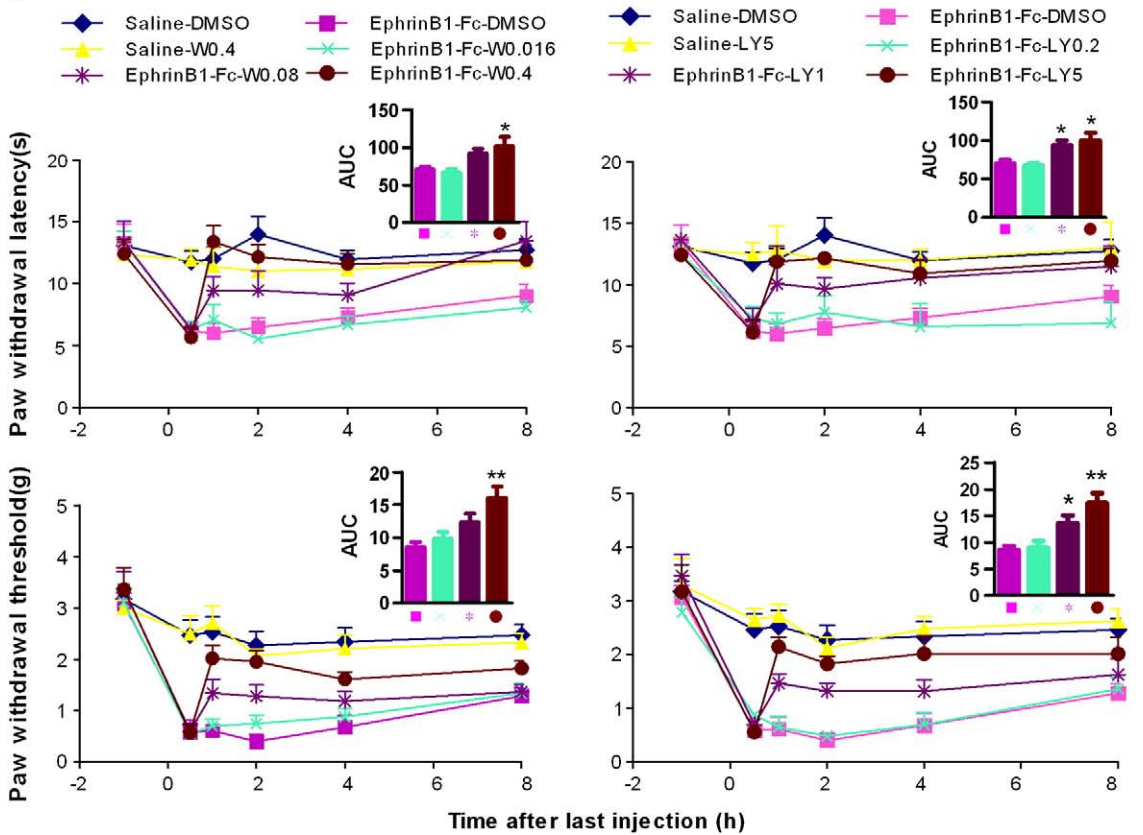 Saline-DMSO EphrinB1-Fc-DMSO
Saline-W0.4 EphrinB1-Fc-W0.016
EphrinB1-Fc-W0.08 EphrinB1-Fc-W0.4
Saline-DMSO EphrinB1-Fc-DMSO
Saline-LY5 EphrinB1-Fc-LY0.2
EphrinB1-Fc-LY1 EphrinB1-Fc-LY5
Paw withdrawal latency(s)
20
15
10
5
0
-2 0 2 4 6 8
AUC
150
100
50
0
*
20
15
10
5
0
-2 0 2 4 6 8
AUC
150
100
50
0
* *
Paw withdrawal threshold(g)
5
4
3
2
1
0
-2 0 2 4 6 8
AUC
20
15
10
5
0
**
5
4
3
2
1
0
-2 0 2 4 6 8
AUC
25
20
15
10
5
0
* **
Time after last injection (h)